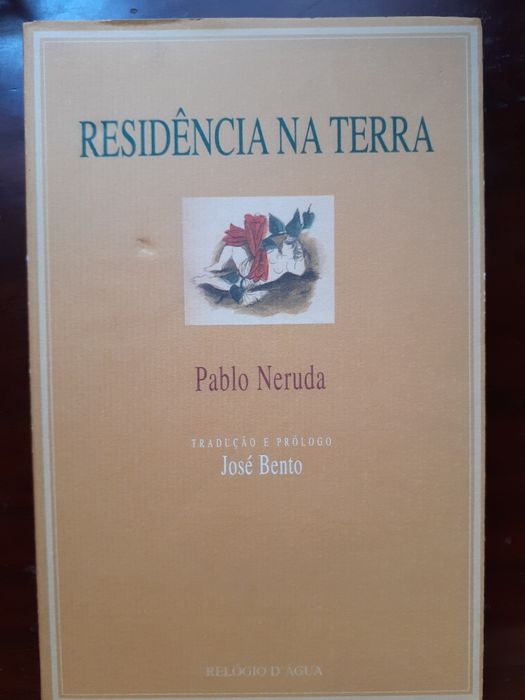 RESIDÊNCIA NA TERRA
Pablo Neruda
TRADUÇÃO E PRÓLOGO
José Bento
RELÓGIO D'ÁGUA